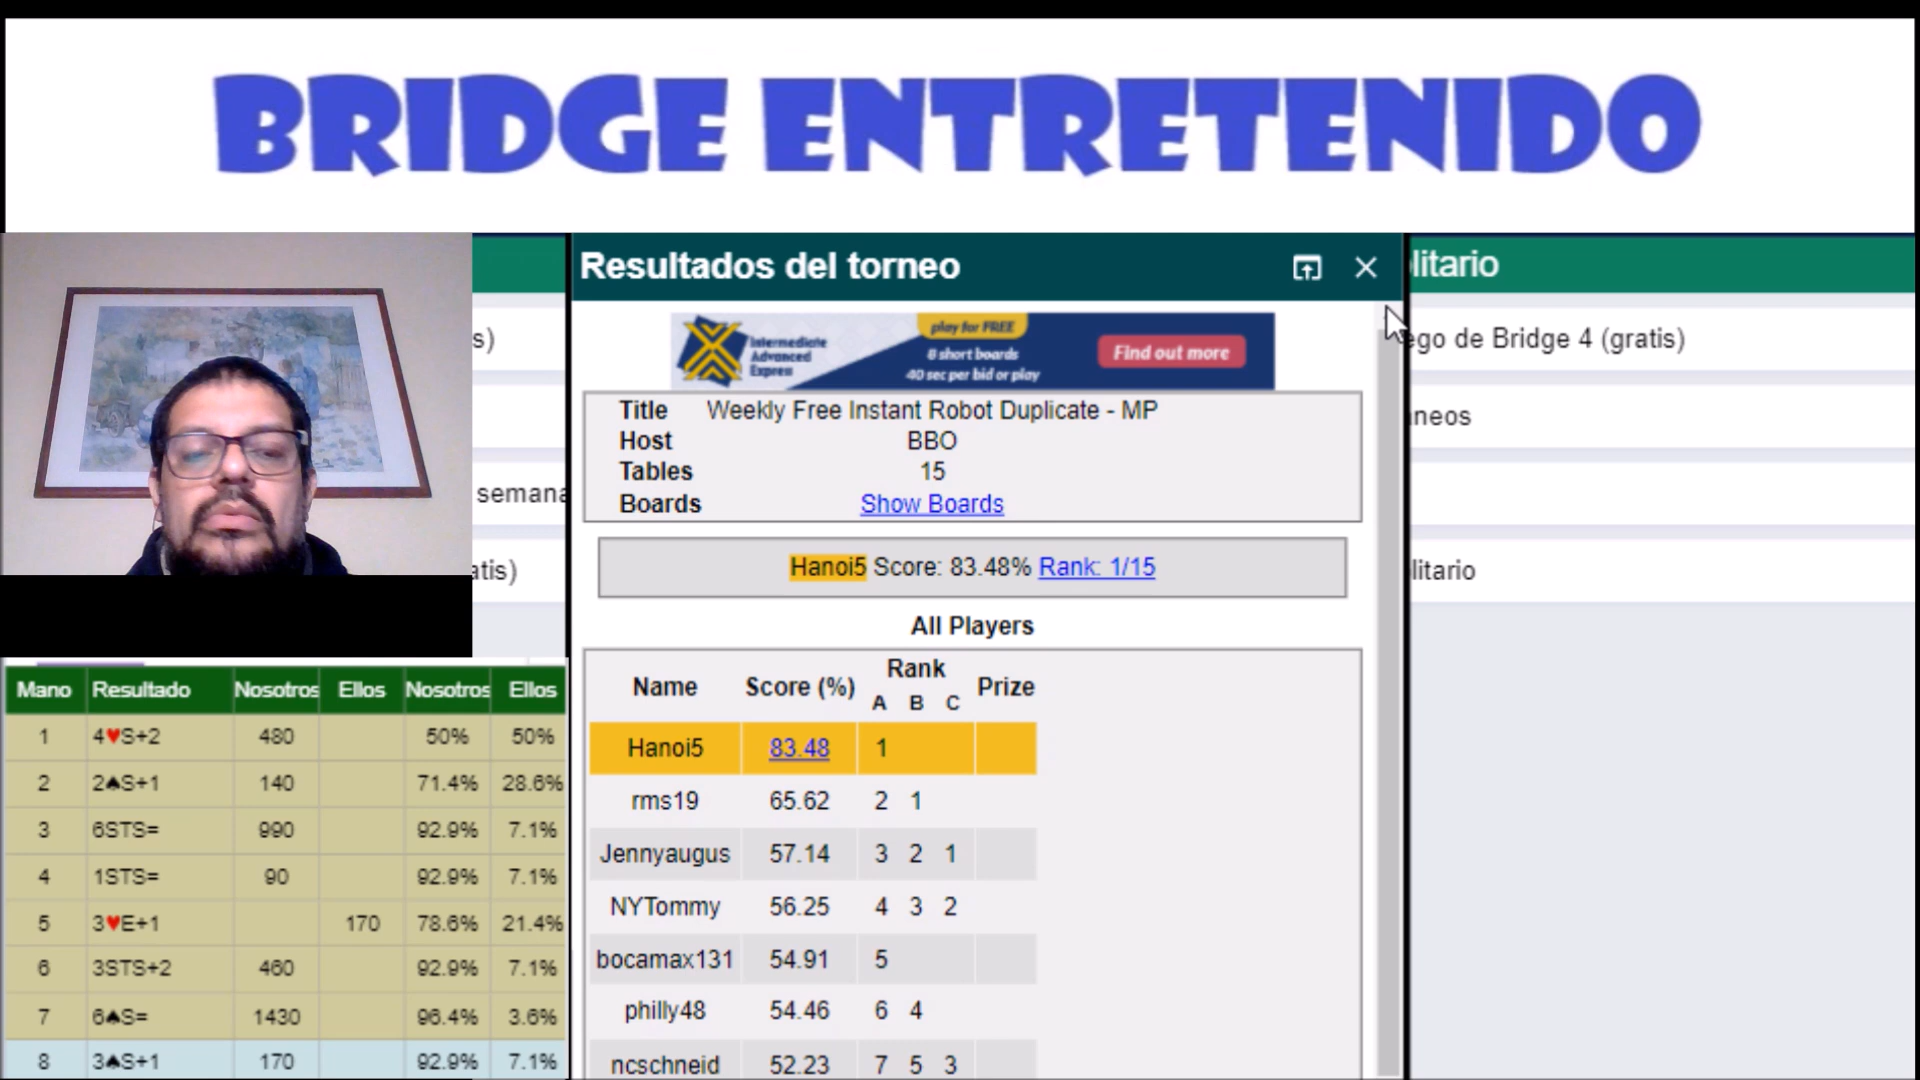 BRIDGE ENTRETENIDO
Resultados del torneo
litario
s)
ego de Bridge 4 (gratis)
neos
semana
atis)
litario
Intermediate
Advanced
Express
play for FREE
8 short boards
40 sec per bid or play
Find out more
Title Weekly Free Instant Robot Duplicate - MP
Host BBO
Tables 15
Boards Show Boards
Hanoi5 Score: 83.48% Rank: 1/15
All Players
Name Score (%) Rank A B C Prize
Hanoi5 83.48 1
rms19 65.62 2 1
Jennyaugus 57.14 3 2 1
NYTommy 56.25 4 3 2
bocamax131 54.91 5
philly48 54.46 6 4
ncschneid 52.23 7 5 3
Mano Resultado Nosotros Ellos Nosotros Ellos
1 4♥S+2 480 50% 50%
2 2♠S+1 140 71.4% 28.6%
3 6STS= 990 92.9% 7.1%
4 1STS= 90 92.9% 7.1%
5 3♥E+1 170 78.6% 21.4%
6 3STS+2 460 92.9% 7.1%
7 6♠S= 1430 96.4% 3.6%
8 3♠S+1 170 92.9% 7.1%